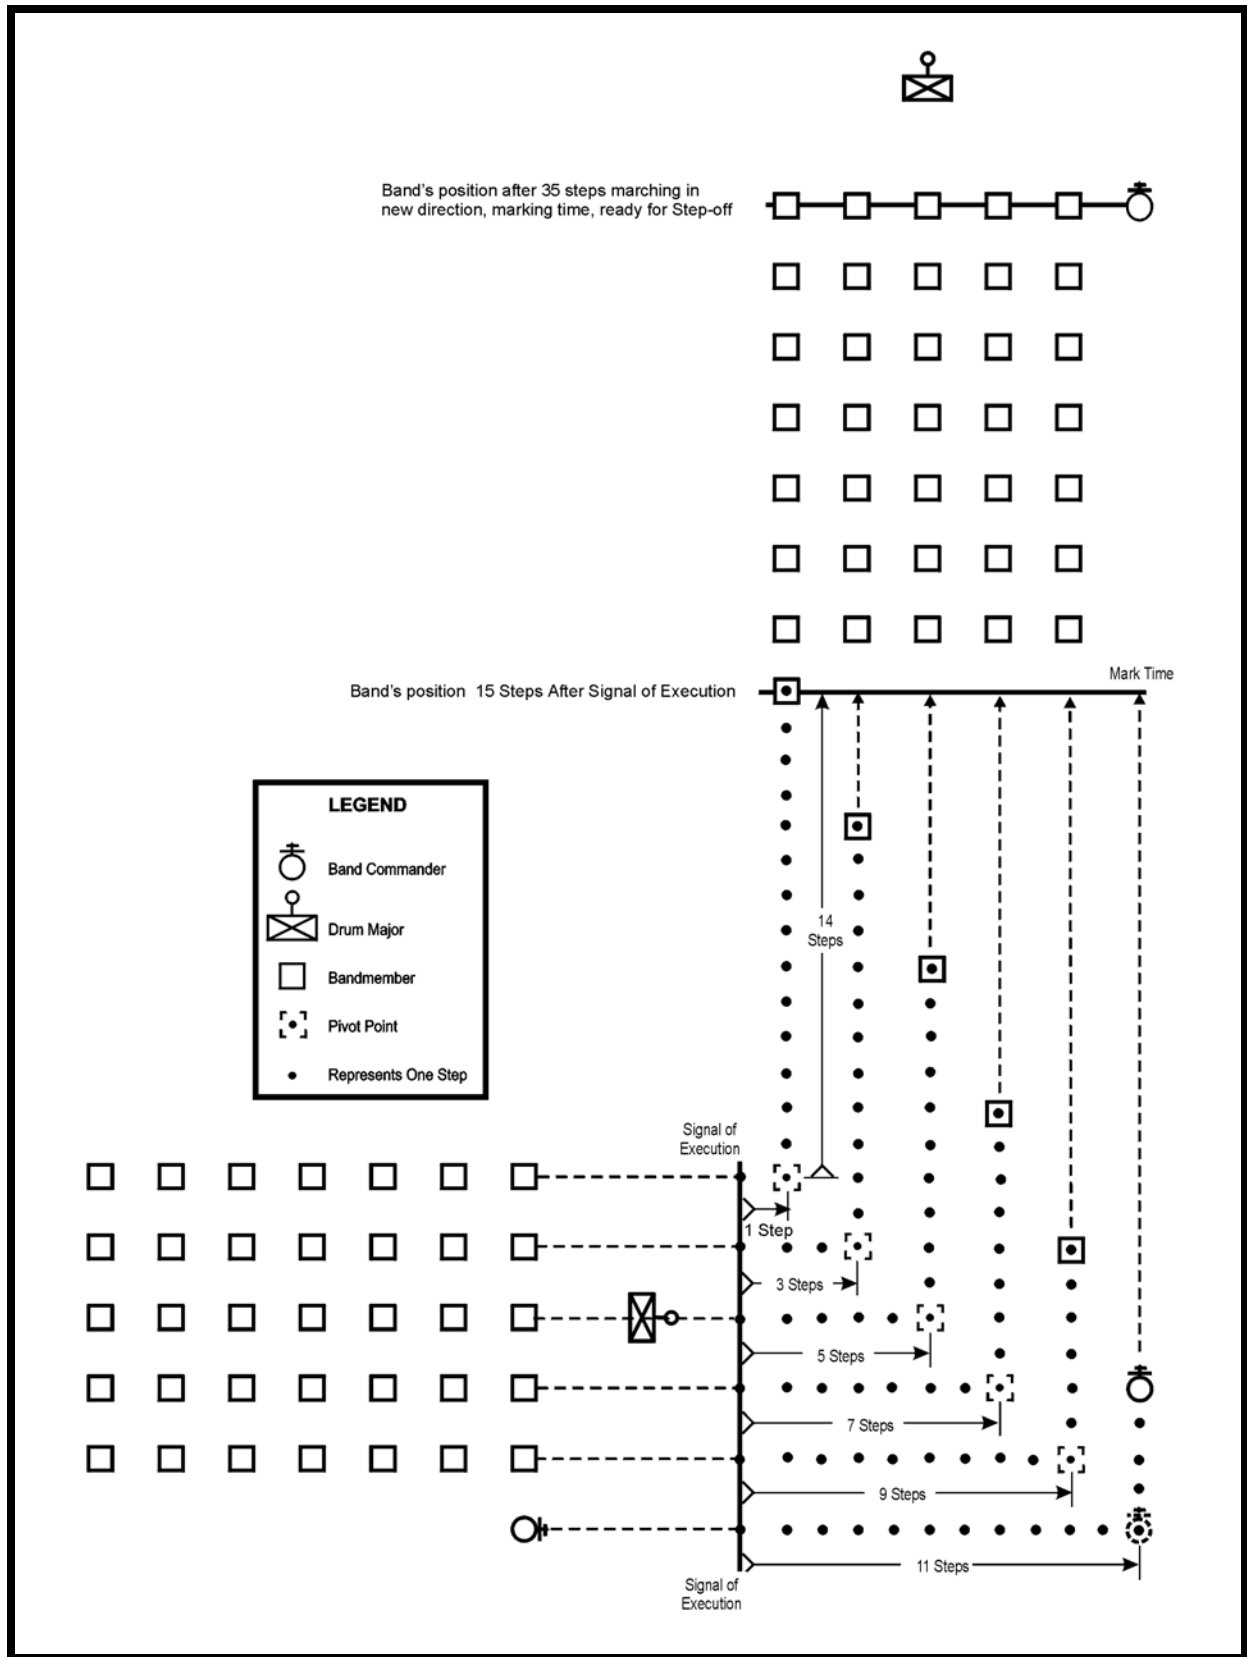 Band's position after 35 steps marching in
new direction, marking time, ready for Step-off
Mark Time
Band's position 15 Steps After Signal of Execution
LEGEND
Band Commander
Drum Major
Bandmember
Pivot Point
Represents One Step
14
Steps
Signal of
Execution
1 Step
3 Steps
5 Steps
7 Steps
9 Steps
11 Steps
Signal of
Execution